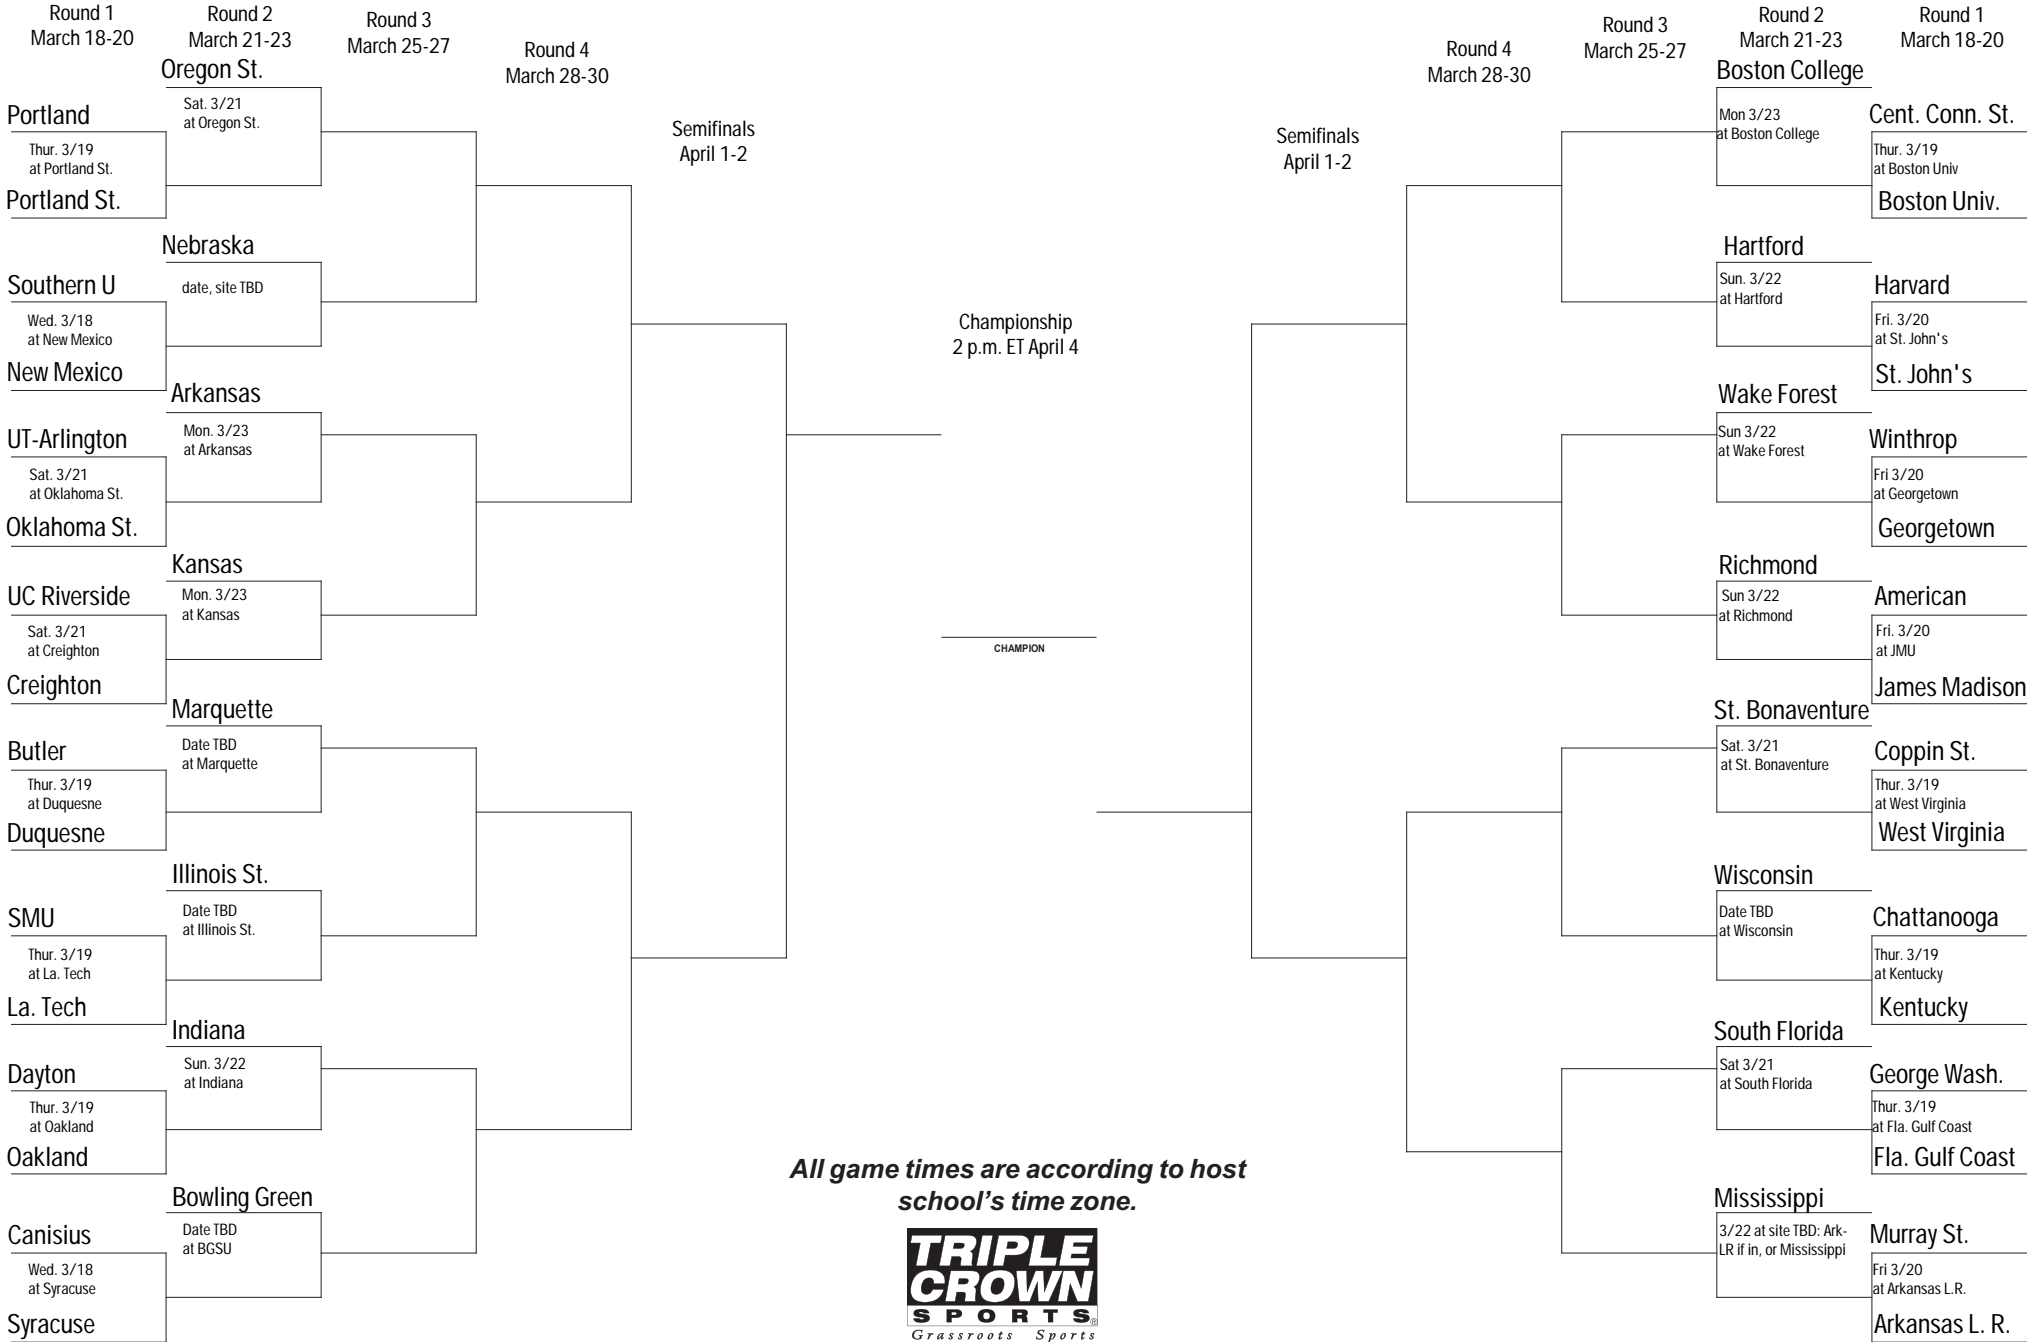 Round 1
March 18-20
Round 2
March 21-23
Round 3
March 25-27
Round 4
March 28-30
Semifinals
April 1-2
Championship
2 p.m. ET April 4
Semifinals
April 1-2
Round 4
March 28-30
Round 3
March 25-27
Round 2
March 21-23
Round 1
March 18-20
Portland
Thur. 3/19
at Portland St.
Portland St.
Southern U
Wed. 3/18
at New Mexico
New Mexico
UT-Arlington
Sat. 3/21
at Oklahoma St.
Oklahoma St.
UC Riverside
Sat. 3/21
at Creighton
Creighton
Butler
Thur. 3/19
at Duquesne
Duquesne
SMU
Thur. 3/19
at La. Tech
La. Tech
Dayton
Thur. 3/19
at Oakland
Oakland
Canisius
Wed. 3/18
at Syracuse
Syracuse
Oregon St.
Sat. 3/21
at Oregon St.
Nebraska
date, site TBD
Arkansas
Mon. 3/23
at Arkansas
Kansas
Mon. 3/23
at Kansas
Marquette
Date TBD
at Marquette
Illinois St.
Date TBD
at Illinois St.
Indiana
Sun. 3/22
at Indiana
Bowling Green
Date TBD
at BGSU
CHAMPION
All game times are according to host
school's time zone.
TRIPLE
CROWN
SPORTS®
Grassroots Sports
Boston College
Mon 3/23
at Boston College
Hartford
Sun. 3/22
at Hartford
Wake Forest
Sun 3/22
at Wake Forest
Richmond
Sun 3/22
at Richmond
St. Bonaventure
Sat. 3/21
at St. Bonaventure
Wisconsin
Date TBD
at Wisconsin
South Florida
Sat 3/21
at South Florida
Mississippi
3/22 at site TBD: Ark-
LR if in, or Mississippi
Cent. Conn. St.
Thur. 3/19
at Boston Univ
Boston Univ.
Harvard
Fri. 3/20
at St. John's
St. John's
Winthrop
Fri 3/20
at Georgetown
Georgetown
American
Fri. 3/20
at JMU
James Madison
Coppin St.
Thur. 3/19
at West Virginia
West Virginia
Chattanooga
Thur. 3/19
at Kentucky
Kentucky
George Wash.
Thur. 3/19
at Fla. Gulf Coast
Fla. Gulf Coast
Murray St.
Fri 3/20
at Arkansas L.R.
Arkansas L. R.